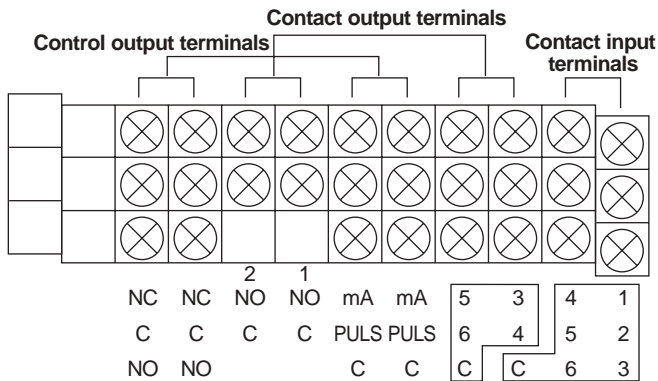 Contact output terminals
Control output terminals
Contact input
terminals
2 1
NC NC NO NO mA mA 5 3 4 1
C C C C PULS PULS 6 4 5 2
NO NO C C C C 6 3